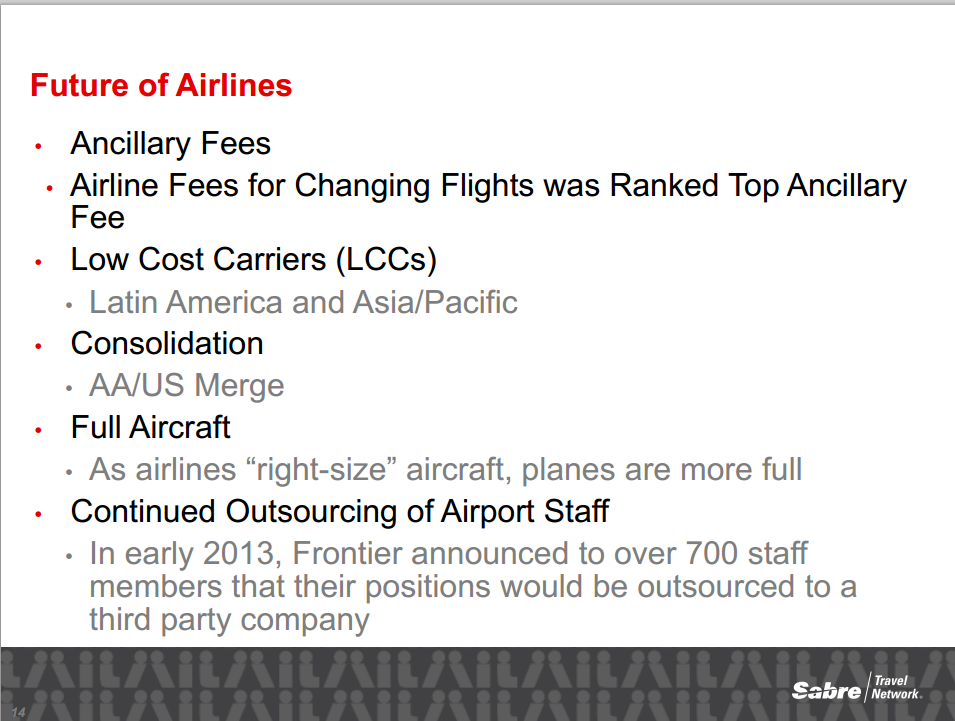 Future of Airlines
• Ancillary Fees
• Airline Fees for Changing Flights was Ranked Top Ancillary
Fee
• Low Cost Carriers (LCCs)
• Latin America and Asia/Pacific
• Consolidation
• AA/US Merge
• Full Aircraft
• As airlines “right-size” aircraft, planes are more full
• Continued Outsourcing of Airport Staff
• In early 2013, Frontier announced to over 700 staff
members that their positions would be outsourced to a
third party company
Sabre Travel
Network.
14